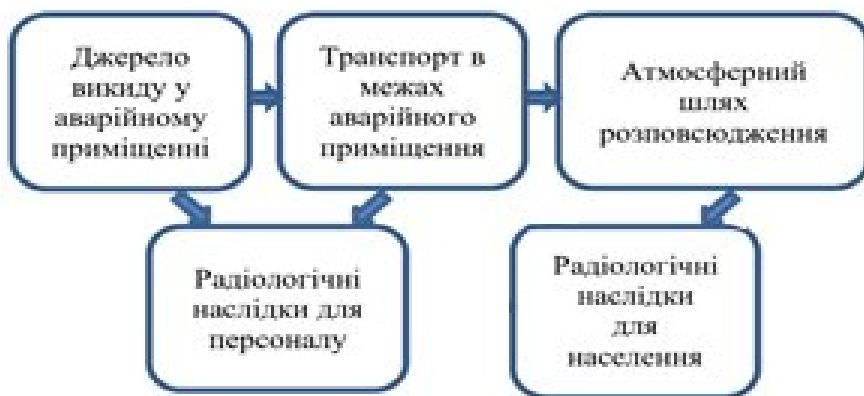 Джерело
викиду у
аварійному
приміщенні
Транспорт в
межах
аварійного
приміщення
Атмосферний
шлях
розповсюдження
Радіологічні
наслідки для
персоналу
Радіологічні
наслідки
для
населення